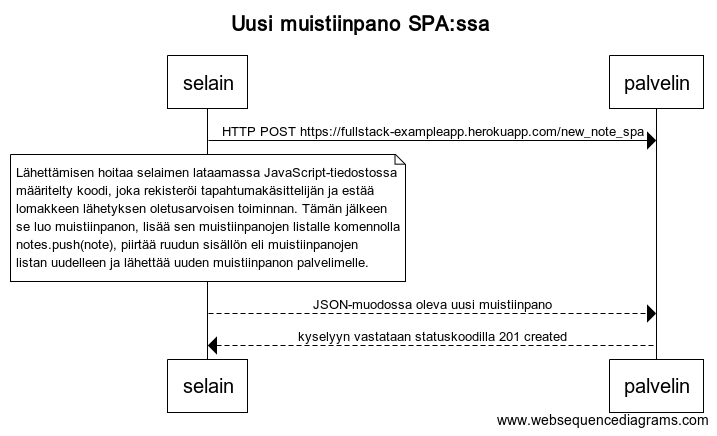 Uusi muistiinpano SPA:ssa
selain
palvelin
HTTP POST https://fullstack-exampleapp.herokuapp.com/new_note_spa
Lähettämisen hoitaa selaimen lataamassa JavaScript-tiedostossa
määritelty koodi, joka rekisteröi tapahtumakäsittelijän ja estää
lomakkeen lähetyksen oletusarvoisen toiminnan. Tämän jälkeen
se luo muistiinpanon, lisää sen muistiinpanojen listalle komennolla
notes.push(note), piirtää ruudun sisällön eli muistiinpanojen
listan uudelleen ja lähettää uuden muistiinpanon palvelimelle.
JSON-muodossa oleva uusi muistiinpano
kyselyyn vastataan statuskoodilla 201 created
selain
palvelin
www.websequencediagrams.com